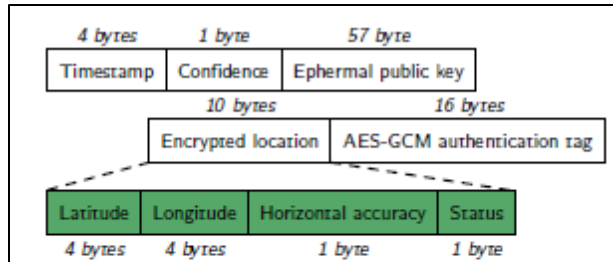 4 bytes 1 byte 57 byte
Timestamp Confidence Ephermal public key
10 bytes 16 bytes
Encrypted location AES-GCM authentication tag
Latitude Longitude Horizontal accuracy Status
4 bytes 4 bytes 1 byte 1 byte